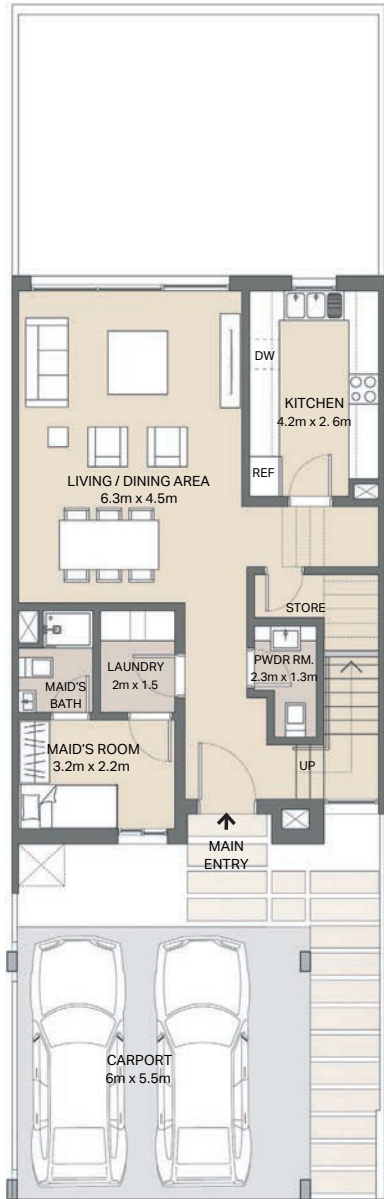 DW
KITCHEN
4.2m x 2. 6m
REF
LIVING / DINING AREA
6.3m x 4.5m
STORE
LAUNDRY
2m x 1.5
PWDR RM.
2.3m x 1.3m
MAID'S
BATH
MAID'S ROOM
3.2m x 2.2m
UP
MAIN
ENTRY
CARPORT
6m x 5.5m